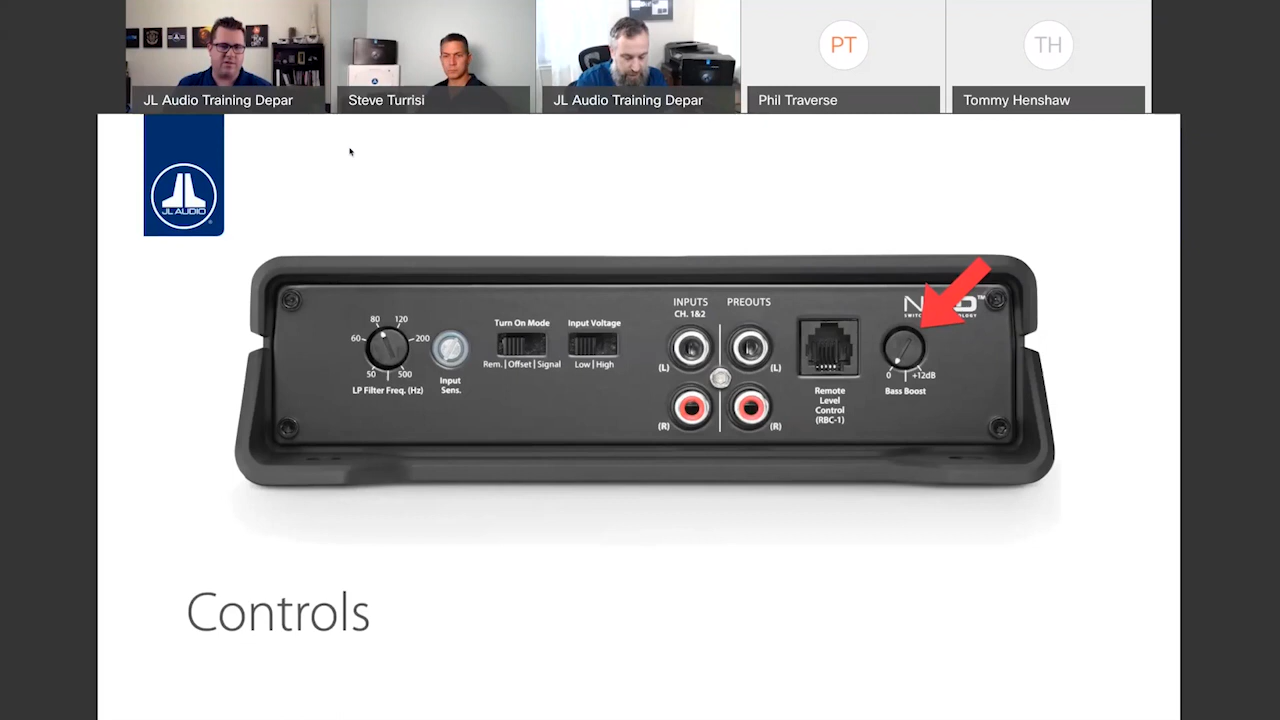 JL Audio Training Depar
Steve Turrisi
JL Audio Training Depar
PT
Phil Traverse
TH
Tommy Henshaw
JL AUDIO
INPUTS
CH. 1&2
PREOUTS
80
120
60
200
50
500
LP Filter Freq. (Hz)
Input
Sens.
Turn On Mode
Rem. | Offset | Signal
Input Voltage
Low | High
(L)
(L)
(R)
(R)
Remote
Level
Control
(RBC-1)
0
+12dB
Bass Boost
Controls